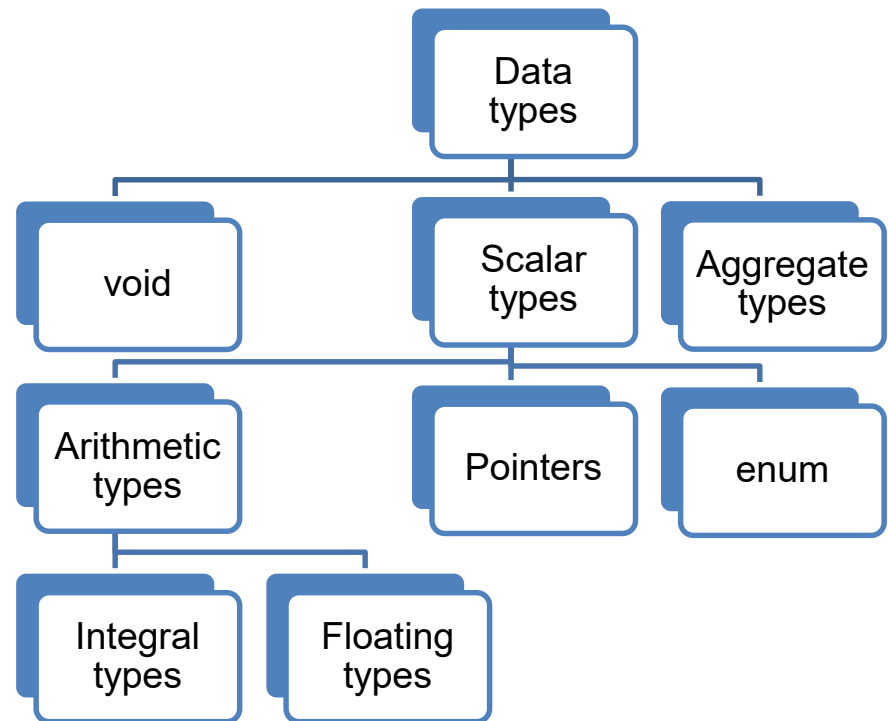 Data
types
void
Scalar
types
Aggregate
types
Arithmetic
types
Pointers
enum
Integral
types
Floating
types